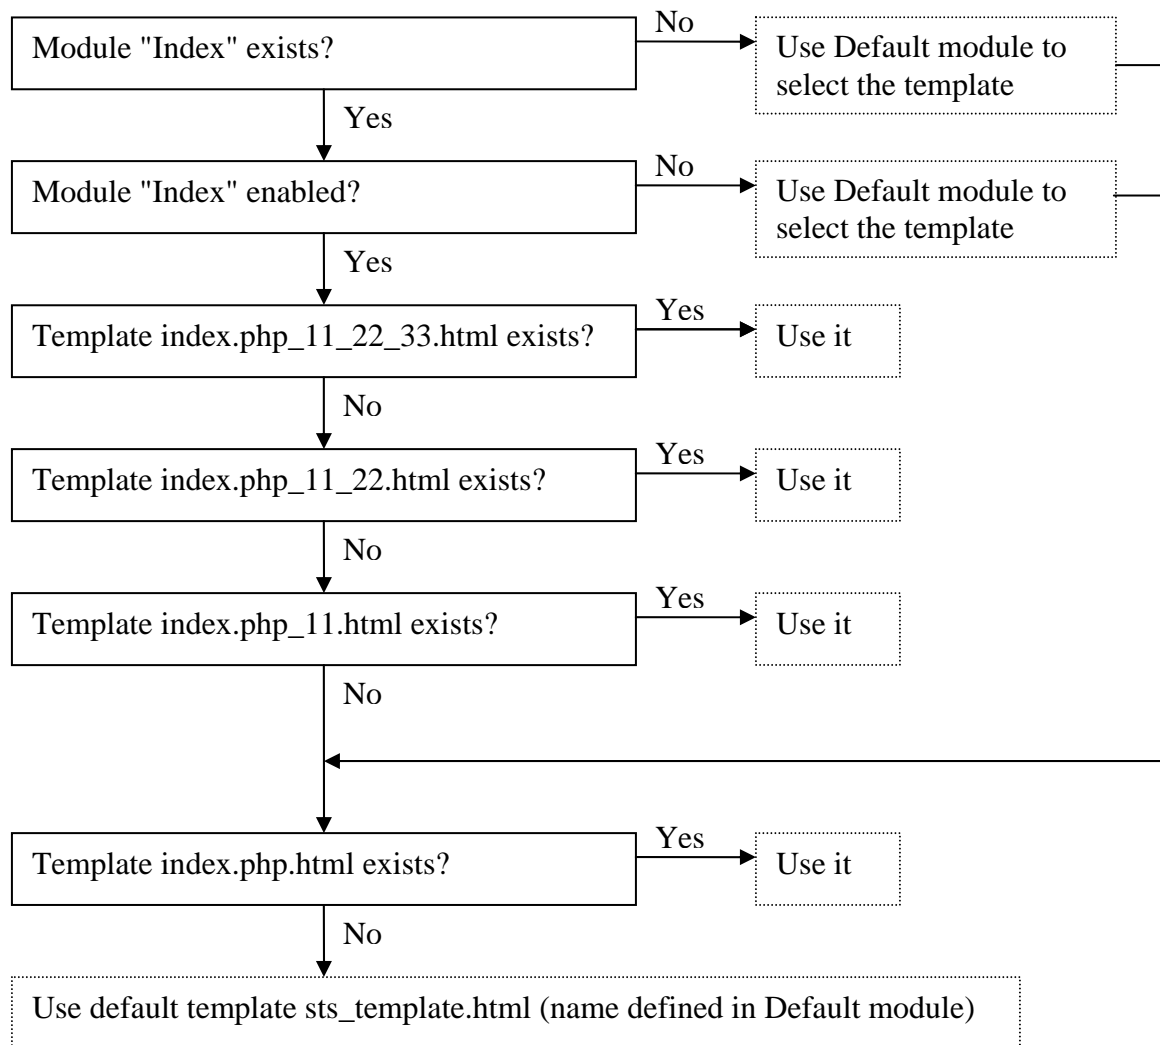 Module "Index" exists?
No
Use Default module to
select the template
Yes
Module "Index" enabled?
No
Use Default module to
select the template
Yes
Template index.php_11_22_33.html exists?
Yes
Use it
No
Template index.php_11_22.html exists?
Yes
Use it
No
Template index.php_11.html exists?
Yes
Use it
No
Template index.php.html exists?
Yes
Use it
No
Use default template sts_template.html (name defined in Default module)